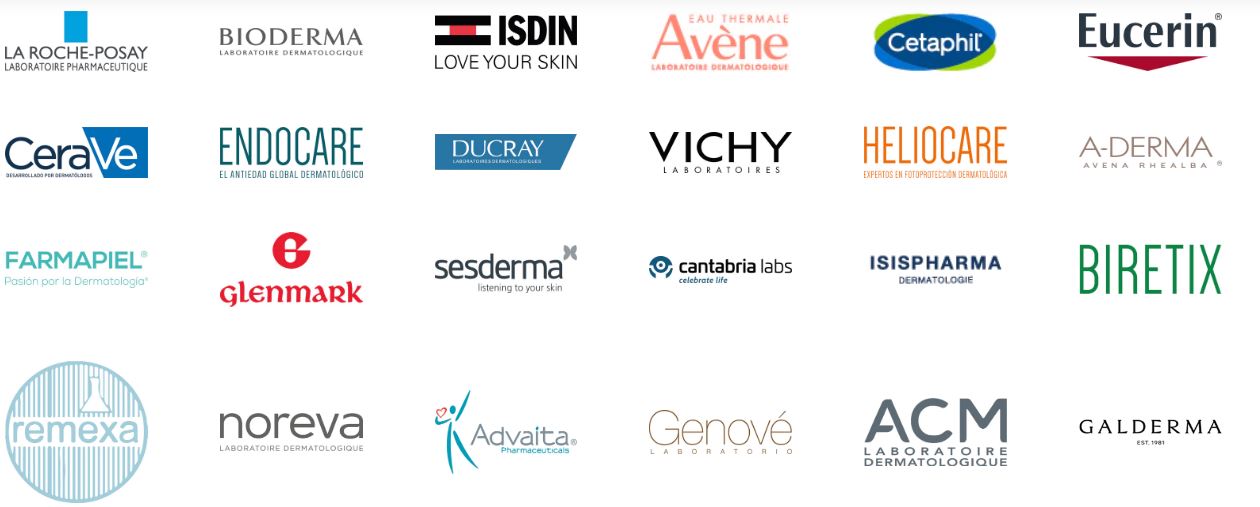 LA ROCHE-POSAY
LABORATOIRE PHARMACEUTIQUE
BIODERMA
LABORATOIRE DERMATOLOGIQUE
ISDIN
LOVE YOUR SKIN
EAU THERMALE
Avène
LABORATOIRE DERMATOLOGIQUE
Cetaphil®
Eucerin®
CeraVe
DESARROLLADO POR DERMATÓLOGOS
ENDOCARE
EL ANTIEDAD GLOBAL DERMATOLÓGICO
DUCRAY
LABORATOIRES DERMATOLOGIQUES
VICHY
LABORATOIRES
HELIOCARE
EXPERTOS EN FOTOPROTECCIÓN DERMATOLÓGICA
A-DERMA
AVENA RHEALBA ®
FARMAPIEL®
Pasión por la Dermatología®
G
GLENMARK
sesderma
listening to your skin
cantabria labs
celebrate life
ISISPHARMA
DERMATOLOGIE
BIRETIX
remexa
noreva
LABORATOIRE DERMATOLOGIQUE
Advaita®
Pharmaceuticals
Genové
LABORATORIO
ACM
LABORATOIRE
DERMATOLOGIQUE
GALDERMA
EST. 1981